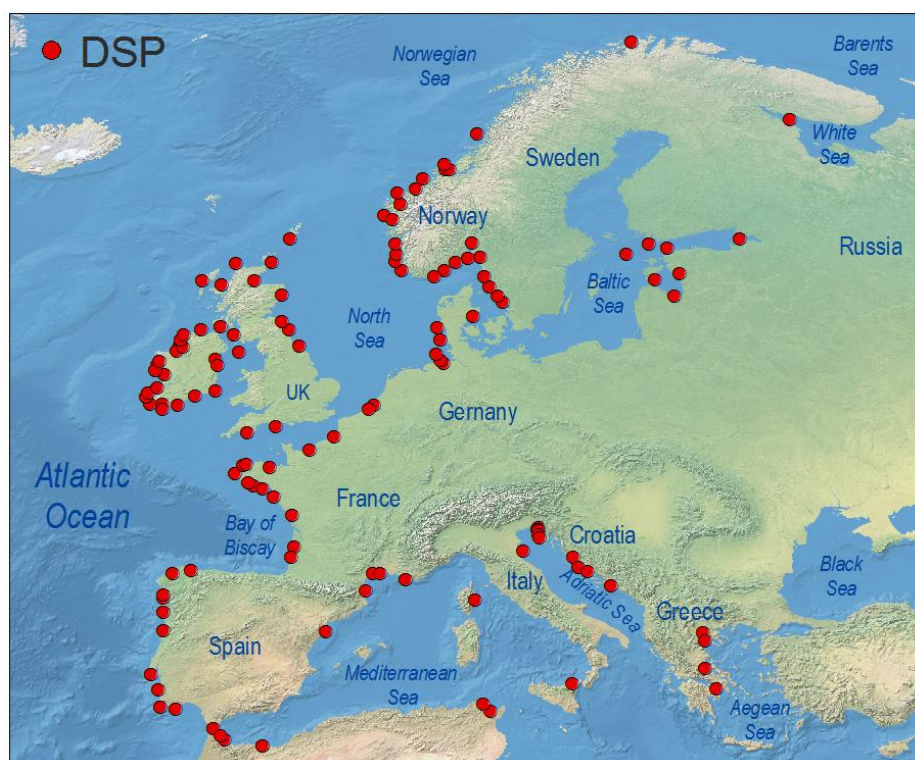 DSP
Norwegian
Sea
Barents
Sea
White
Sea
Sweden
Norway
Russia
Baltic
Sea
North
Sea
UK
Gernany
Atlantic
Ocean
France
Bay of
Biscay
Croatia
Italy
Adriatic Sea
Black
Sea
Greece
Spain
Mediterranean
Sea
Aegean
Sea